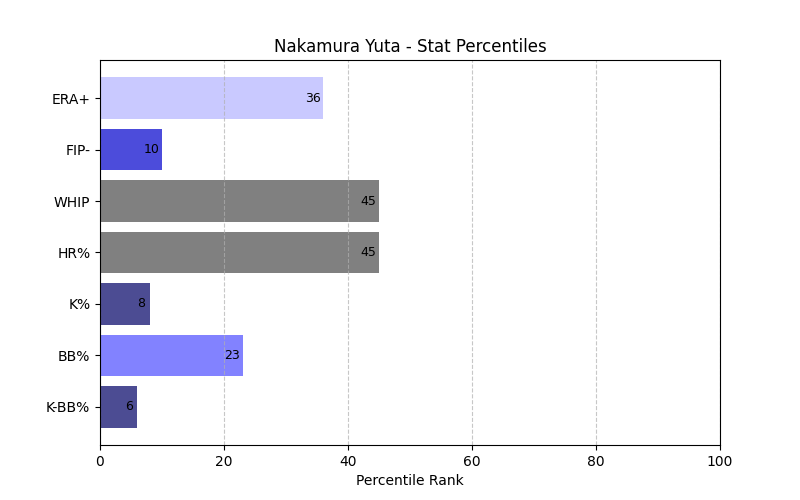 Nakamura Yuta - Stat Percentiles
ERA+ 36
FIP- 10
WHIP 45
HR% 45
K% 8
BB% 23
K-BB% 6
0 20 40 60 80 100
Percentile Rank